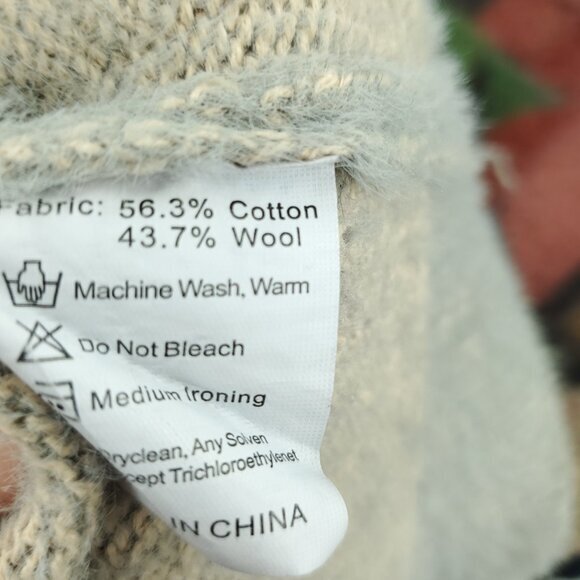 Fabric: 56.3% Cotton
43.7% Wool
Machine Wash, Warm
Do Not Bleach
Medium Ironing
Dryclean, Any Solven
cept Trichloroethylenet
IN CHINA